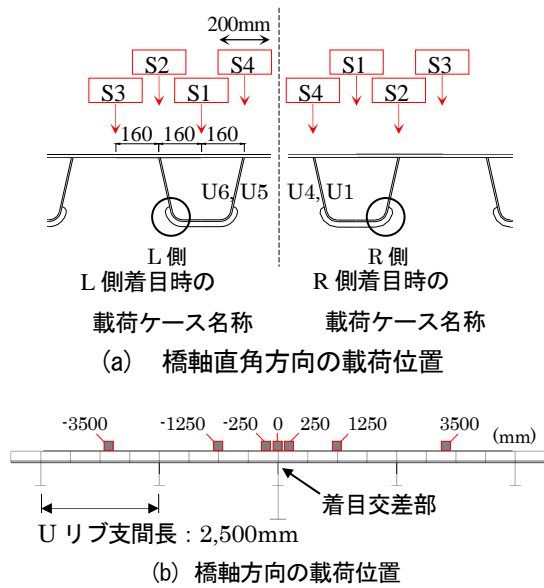 200mm
S2 S4 S1 S3
S3 S1 S4 S2
160 160 160
U6, U5 U4, U1
L 側 R 側
L 側着目時の R 側着目時の
載荷ケース名称 載荷ケース名称
(a) 橋軸直角方向の載荷位置
-3500 -1250 -250 0 250 1250 3500 (mm)
着目交差部
U リブ支間長：2,500mm
(b) 橋軸方向の載荷位置